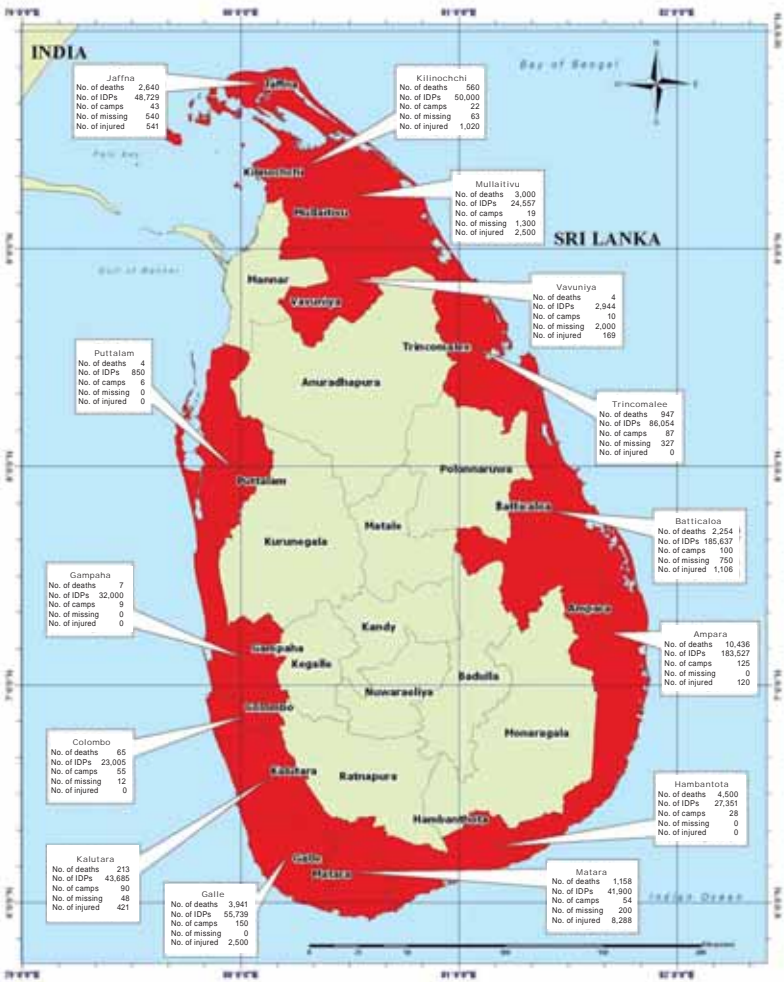 INDIA
Bay of Bengal
Jaffna
No. of deaths 2,640
No. of IDPs 48,729
No. of camps 43
No. of missing 540
No. of injured 541
Kilinochchi
No. of deaths 560
No. of IDPs 50,000
No. of camps 22
No. of missing 63
No. of injured 1,020
Jaffna
Kilinochchi
Mullaitivu
No. of deaths 3,000
No. of IDPs 24,557
No. of camps 19
No. of missing 1,300
No. of injured 2,500
Mullaitivu
SRI LANKA
Gulf of Mannar
Mannar
Vavuniya
Vavuniya
No. of deaths 4
No. of IDPs 2,944
No. of camps 10
No. of missing 2,000
No. of injured 169
Puttalam
No. of deaths 4
No. of IDPs 850
No. of camps 6
No. of missing 0
No. of injured 0
Trincomalee
Anuradhapura
Trincomalee
No. of deaths 947
No. of IDPs 86,054
No. of camps 87
No. of missing 327
No. of injured 0
Polonnaruwa
Puttalam
Batticaloa
Matale
Kurunegala
Batticaloa
No. of deaths 2,254
No. of IDPs 185,637
No. of camps 100
No. of missing 750
No. of injured 1,106
Gampaha
No. of deaths 7
No. of IDPs 32,000
No. of camps 9
No. of missing 0
No. of injured 0
Ampara
Kandy
Gampaha
Kegalle
Ampara
No. of deaths 10,436
No. of IDPs 183,527
No. of camps 125
No. of missing 0
No. of injured 120
Badulla
Nuwaraeliya
Colombo
Monaragala
Colombo
No. of deaths 65
No. of IDPs 23,005
No. of camps 55
No. of missing 12
No. of injured 0
Kalutara
Ratnapura
Hambantota
No. of deaths 4,500
No. of IDPs 27,351
No. of camps 28
No. of missing 0
No. of injured 0
Hambanthota
Kalutara
No. of deaths 213
No. of IDPs 43,685
No. of camps 90
No. of missing 48
No. of injured 421
Galle
Matara
Matara
No. of deaths 1,158
No. of IDPs 41,900
No. of camps 54
No. of missing 200
No. of injured 8,288
Galle
No. of deaths 3,941
No. of IDPs 55,739
No. of camps 150
No. of missing 0
No. of injured 2,500
Indian Ocean